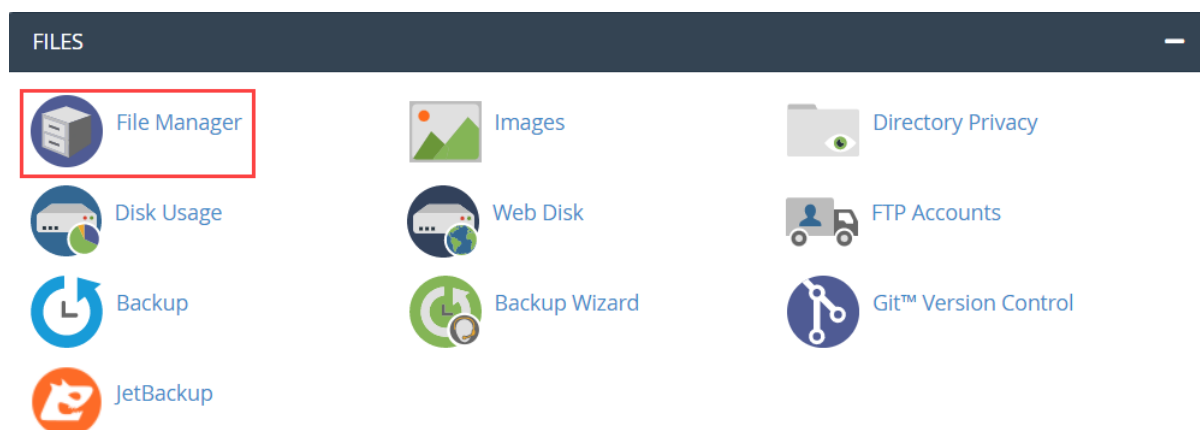 FILES
File Manager
Images
Directory Privacy
Disk Usage
Web Disk
FTP Accounts
Backup
Backup Wizard
Git™ Version Control
JetBackup